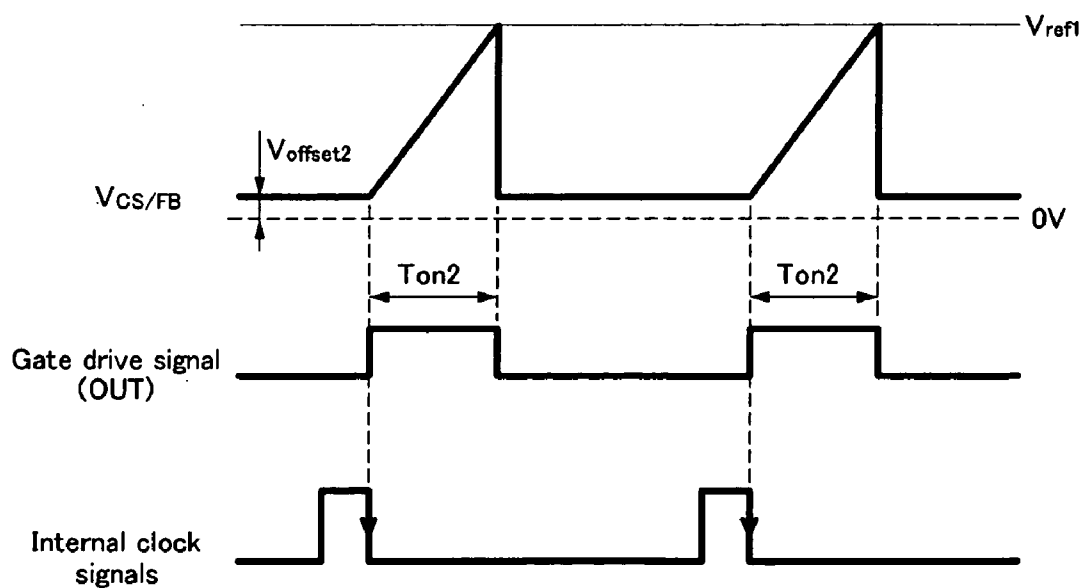 Vref1
Voffset2
VCS/FB
0V
Ton2
Ton2
Gate drive signal
(OUT)
Internal clock
signals